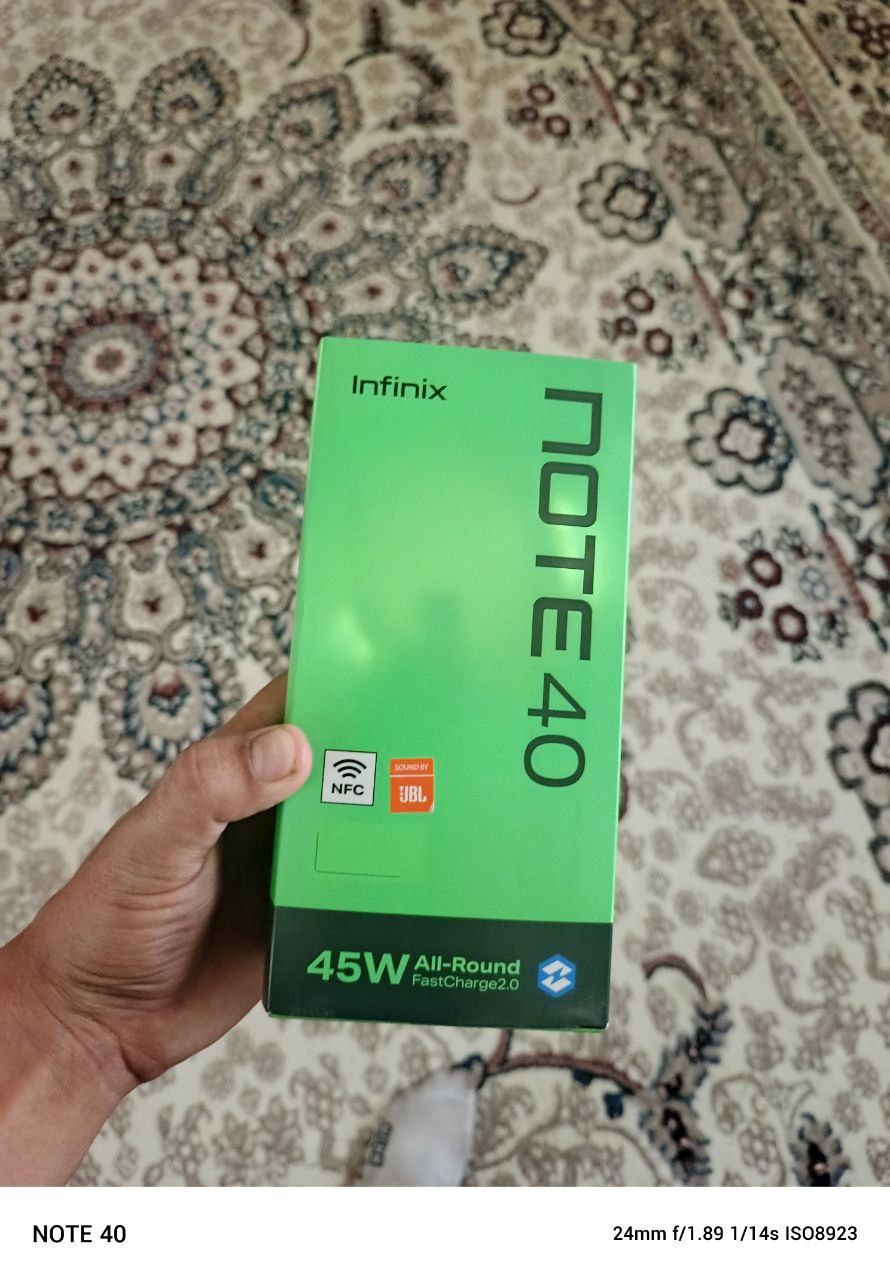 Infinix
NOTE 40
NFC
SOUND BY
JBL
45W All-Round
FastCharge2.0
NOTE 40
24mm f/1.89 1/14s ISO8923